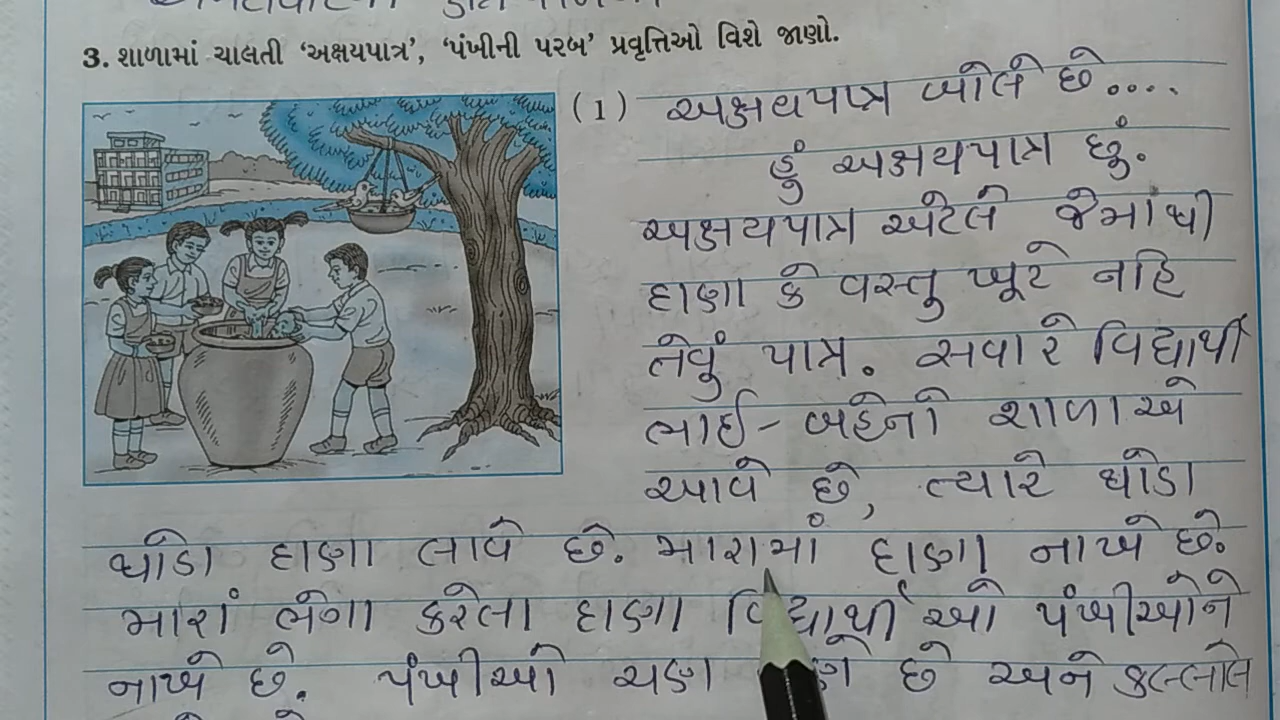 3. શાળામાં ચાલતી ‘અક્ષયપાત્ર’, ‘પંખીની પરબ’ પ્રવૃત્તિઓ વિશે જાણો.
(1) અક્ષયપાત્ર બોલે છે....
હું અક્ષયપાત્ર છું.
અક્ષયપાત્ર એટલે જેમાંથી
દાણા કે વસ્તુ ખૂટે નહિ
તેવું પાત્ર. સવારે વિદ્યાર્થી
ભાઈ-બહેનો શાળાએ
આવે છે, ત્યારે થોડા
થોડા દાણા લાવે છે. મારામાં દાણા નાખે છે.
મારાં ભેગા કરેલા દાણા વિદ્યાર્થીઓ પંખીઓને
નાખે છે. પંખીઓ ચણ છે અને કલ્લોલ